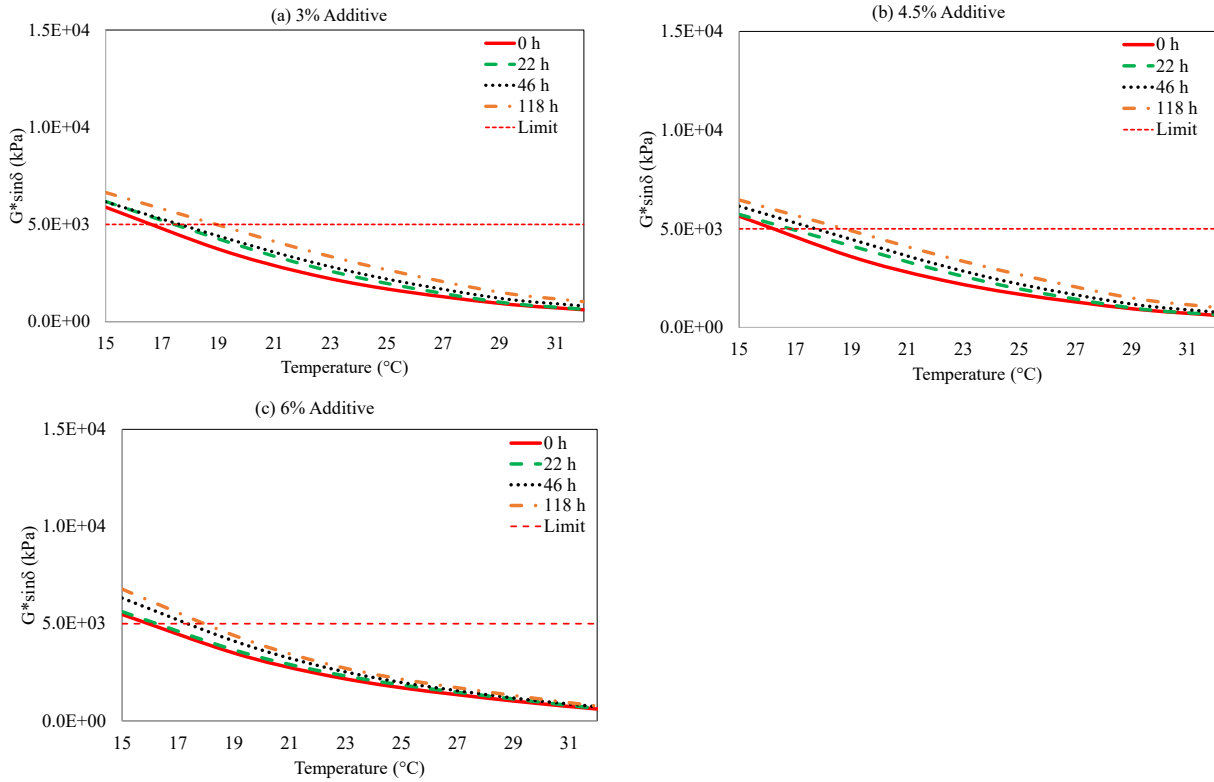 (a) 3% Additive
1.5E+04
1.0E+04
5.0E+03
0.0E+00
G*sinδ (kPa)
0 h
22 h
46 h
118 h
Limit
15 17 19 21 23 25 27 29 31
Temperature (°C)
(b) 4.5% Additive
1.5E+04
1.0E+04
5.0E+03
0.0E+00
G*sinδ (kPa)
0 h
22 h
46 h
118 h
Limit
15 17 19 21 23 25 27 29 31
Temperature (°C)
(c) 6% Additive
1.5E+04
1.0E+04
5.0E+03
0.0E+00
G*sinδ (kPa)
0 h
22 h
46 h
118 h
Limit
15 17 19 21 23 25 27 29 31
Temperature (°C)